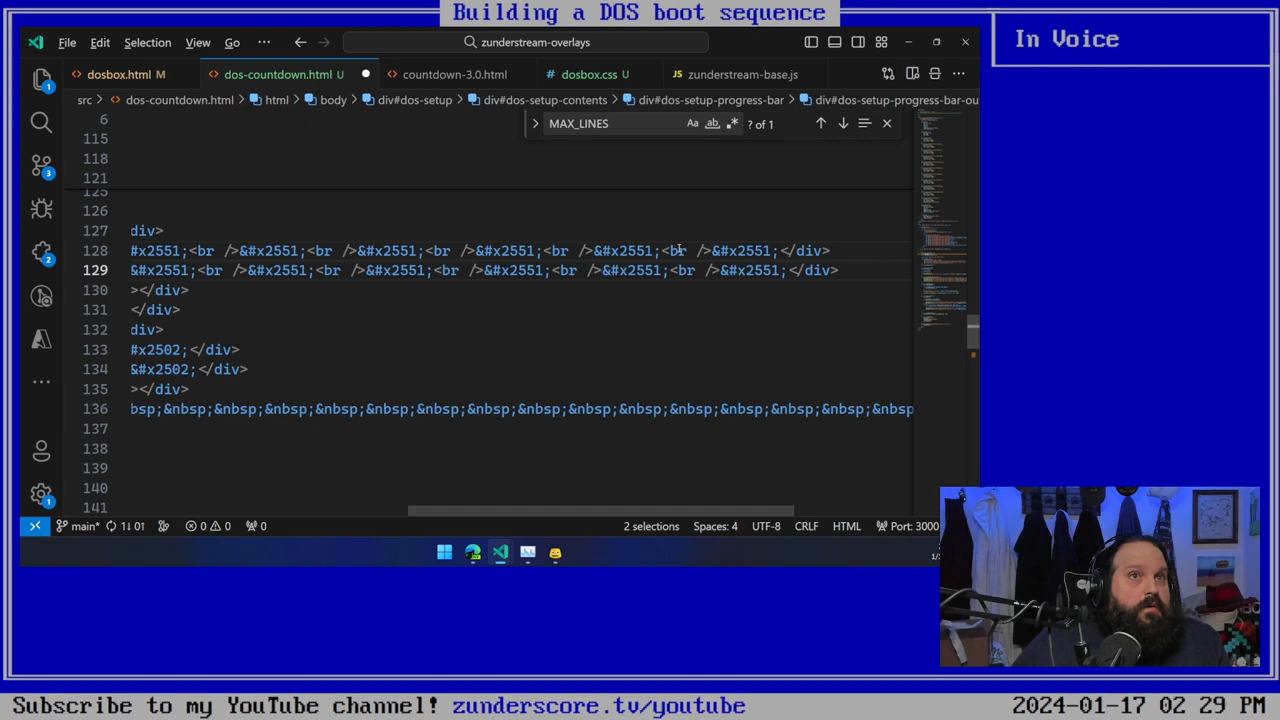 Building a DOS boot sequence
In Voice
File Edit Selection View Go ··· zunderstream-overlays
dosbox.html M dos-countdown.html U countdown-3.0.html dosbox.css U zunderstream-base.js
src > dos-countdown.html > html > body > div#dos-setup > div#dos-setup-contents > div#dos-setup-progress-bar > div#dos-setup-progress-bar-ou
6 MAX_LINES Aa ab .* ? of 1
115
118
121
125
126
127 div>
128 #x2551;<br />&#x2551;<br />&#x2551;<br />&#x2551;<br />&#x2551;<br />&#x2551;</div>
129 &#x2551;<br />&#x2551;<br />&#x2551;<br />&#x2551;<br />&#x2551;<br />&#x2551;</div>
130 ></div>
131 </div>
132 div>
133 #x2502;</div>
134 &#x2502;</div>
135 ></div>
136 bsp;&nbsp;&nbsp;&nbsp;&nbsp;&nbsp;&nbsp;&nbsp;&nbsp;&nbsp;&nbsp;&nbsp;&nbsp;&nbsp;&nbsp;&nbsp
137
138
139
140
141
main* 1↓ 0↑ 0 0 0 2 selections Spaces: 4 UTF-8 CRLF HTML Port: 3000
Subscribe to my YouTube channel! zunderscore.tv/youtube 2024-01-17 02 29 PM